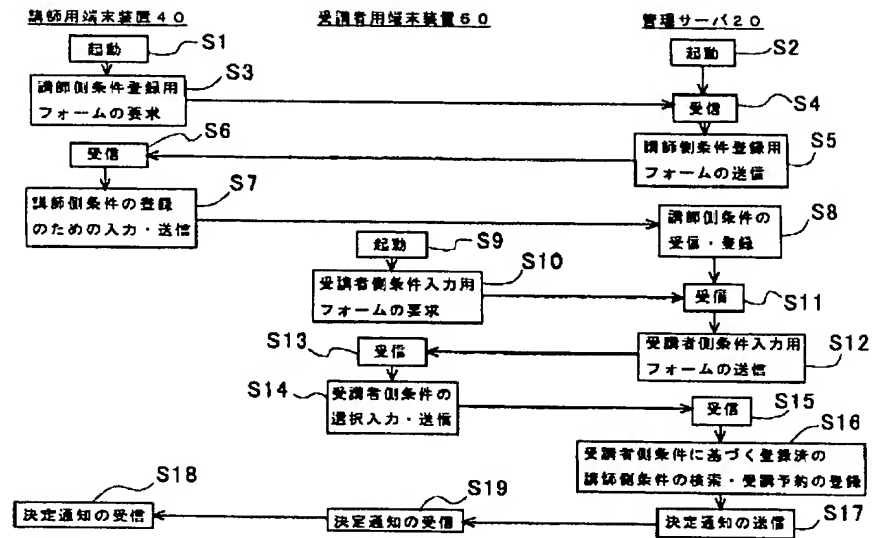 講師用端末装置40
受講者用端末装置60
管理サーバ20
起動
S1
起動
S2
S3
講師側条件登録用
フォームの要求
受信
S4
S6
受信
講師側条件登録用
フォームの送信
S5
S7
講師側条件の登録
のための入力・送信
講師側条件の
受信・登録
S8
起動
S9
S10
受講者側条件入力用
フォームの要求
受信
S11
S13
受信
受講者側条件入力用
フォームの送信
S12
S14
受講者側条件の
選択入力・送信
受信
S15
S16
受講者側条件に基づく登録済の
講師側条件の検索・受講予約の登録
S18
決定通知の受信
S19
決定通知の受信
決定通知の送信
S17